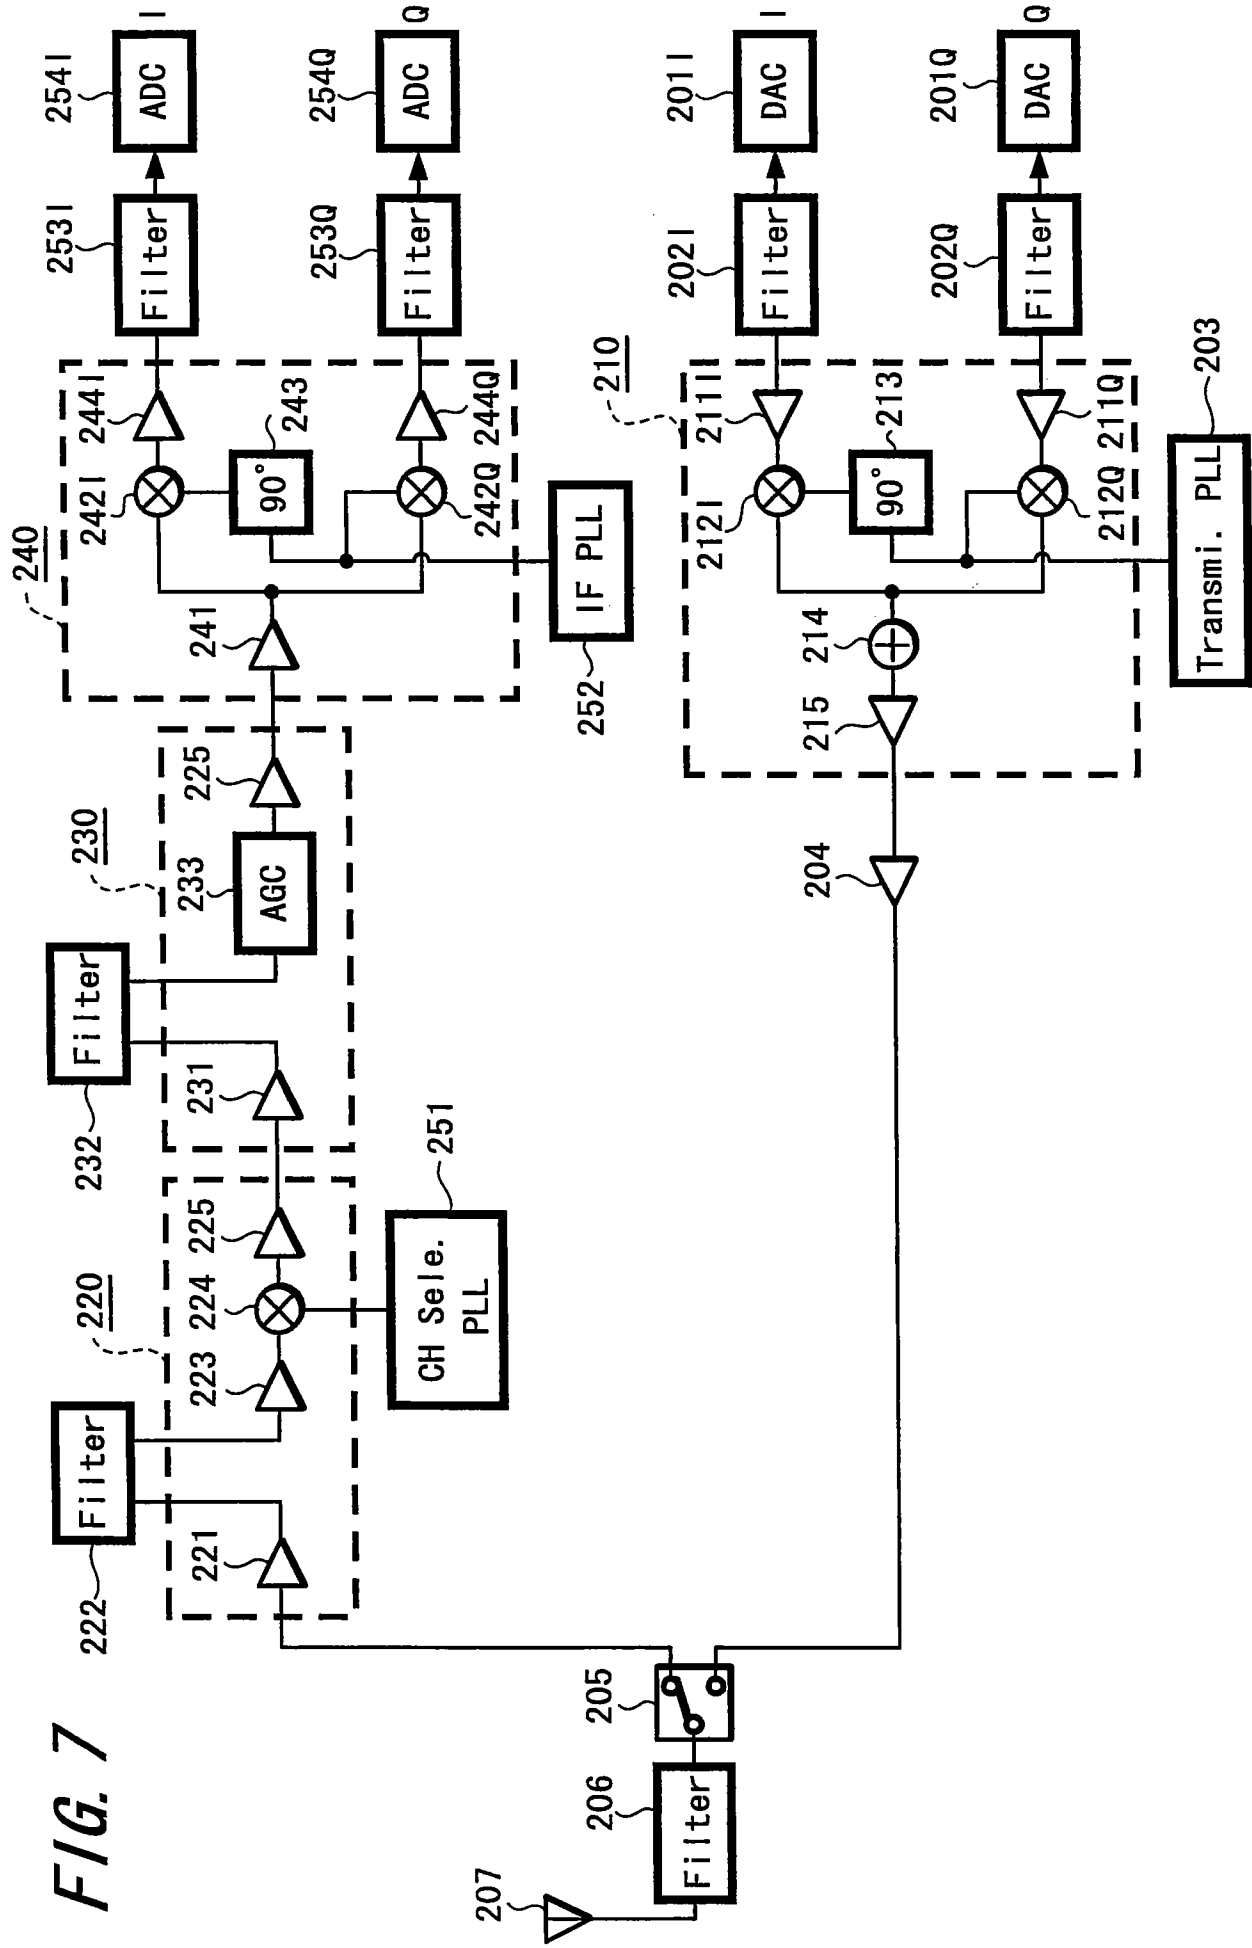 FIG. 7
222
Filter
232
Filter
220
221
223
224
225
CH Sele.
PLL
251
230
231
233
AGC
225
240
241
242I
244I
90°
243
242Q
244Q
IF PLL
252
253I
Filter
254I
ADC
I
253Q
Filter
254Q
ADC
Q
207
206
Filter
205
204
210
215
214
212I
211I
90°
213
212Q
211Q
Transmi. PLL
203
202I
Filter
201I
DAC
I
202Q
Filter
201Q
DAC
Q